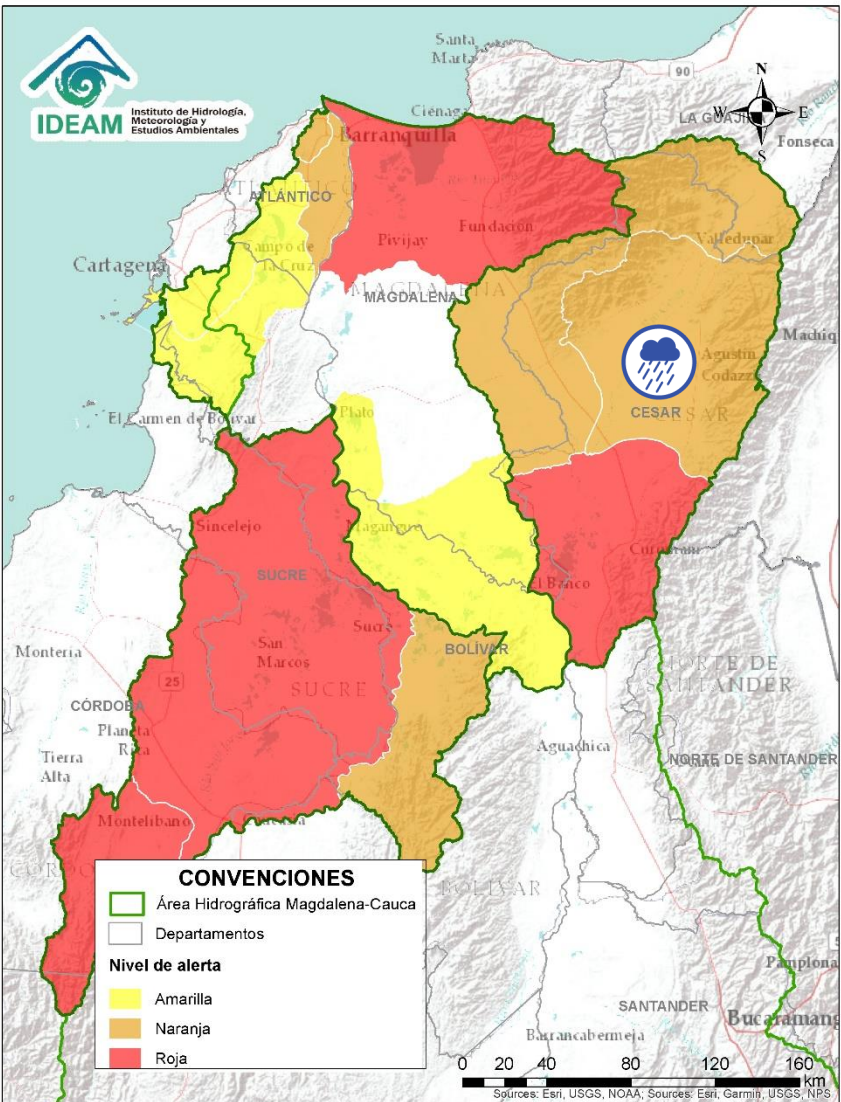 IDEAM
Instituto de Hidrología,
Meteorología y
Estudios Ambientales
Santa
Marta
90
N
W
E
S
LA GUAJI
Ciénaga
Barranquilla
Fonseca
ATLÁNTICO
Fundación
Pivijay
Valledupar
Campo de
la Cruz
Cartagena
MAGDALENA
MAGDALENA
Machiq
Agustín
Codazzi
CESAR
El Carmen de Bolívar
Plato
Sincelejo
Magangué
Curumaní
SUCRE
El Banco
Sucre
Montería
San
Marcos
BOLÍVAR
NORTE DE
SANTANDER
SUCRE
25
CÓRDOBA
Planeta
Rica
Tierra
Alta
Aguachica
NORTE DE SANTANDER
Montelíbano
Caucasia
BOLÍVAR
CONVENCIONES
Área Hidrográfica Magdalena-Cauca
Departamentos
Nivel de alerta
Amarilla
Naranja
Roja
Pamplona
SANTANDER
Bucaramang
Barrancabermeja
0 20 40 80 120 160
km
Sources: Esri, USGS, NOAA; Sources: Esri, Garmin, USGS, NPS